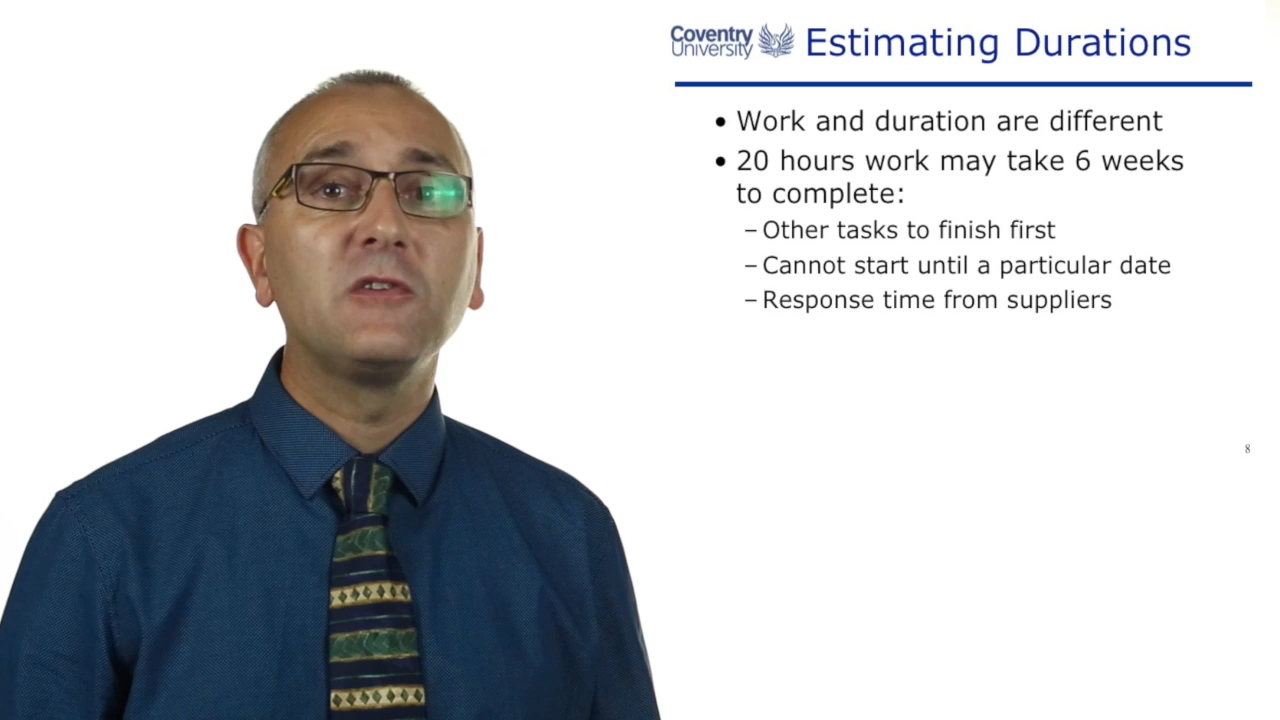 Coventry
University
Estimating Durations
• Work and duration are different
• 20 hours work may take 6 weeks
to complete:
– Other tasks to finish first
– Cannot start until a particular date
– Response time from suppliers
8